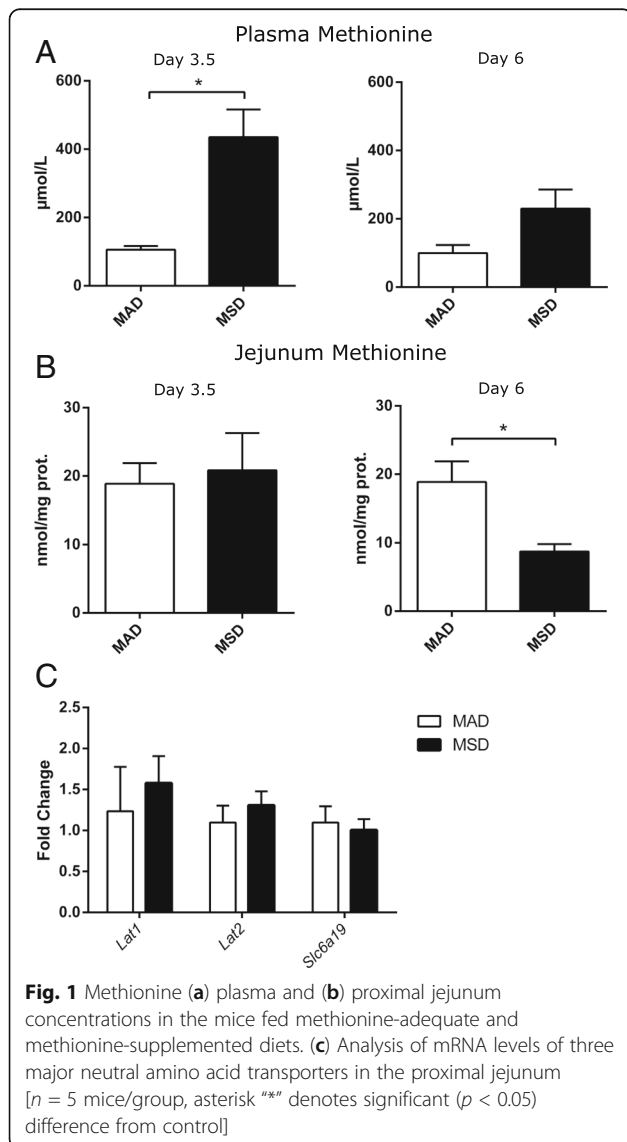 A
Plasma Methionine
Day 3.5
Day 6
*
600
400
200
0
µmol/L
MAD
MSD
600
400
200
0
µmol/L
MAD
MSD
B
Jejunum Methionine
Day 3.5
Day 6
30
20
10
0
nmol/mg prot.
MAD
MSD
*
30
20
10
0
nmol/mg prot.
MAD
MSD
C
2.5
2.0
1.5
1.0
0.5
0.0
Fold Change
Lat1
Lat2
Slc6a19
MAD
MSD
Fig. 1 Methionine (a) plasma and (b) proximal jejunum
concentrations in the mice fed methionine-adequate and
methionine-supplemented diets. (c) Analysis of mRNA levels of three
major neutral amino acid transporters in the proximal jejunum
[n = 5 mice/group, asterisk “*” denotes significant (p < 0.05)
difference from control]